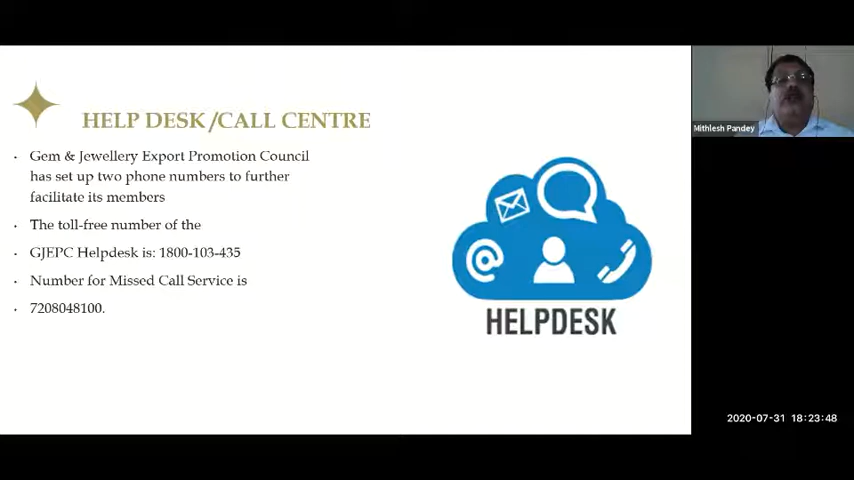 HELP DESK/CALL CENTRE
• Gem & Jewellery Export Promotion Council
has set up two phone numbers to further
facilitate its members
• The toll-free number of the
• GJEPC Helpdesk is: 1800-103-435
• Number for Missed Call Service is
• 7208048100.
@
HELPDESK
Mithlesh Pandey
2020-07-31 18:23:48